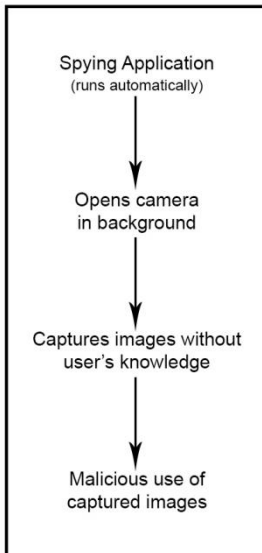 Spying Application
(runs automatically)
Opens camera
in background
Captures images without
user's knowledge
Malicious use of
captured images